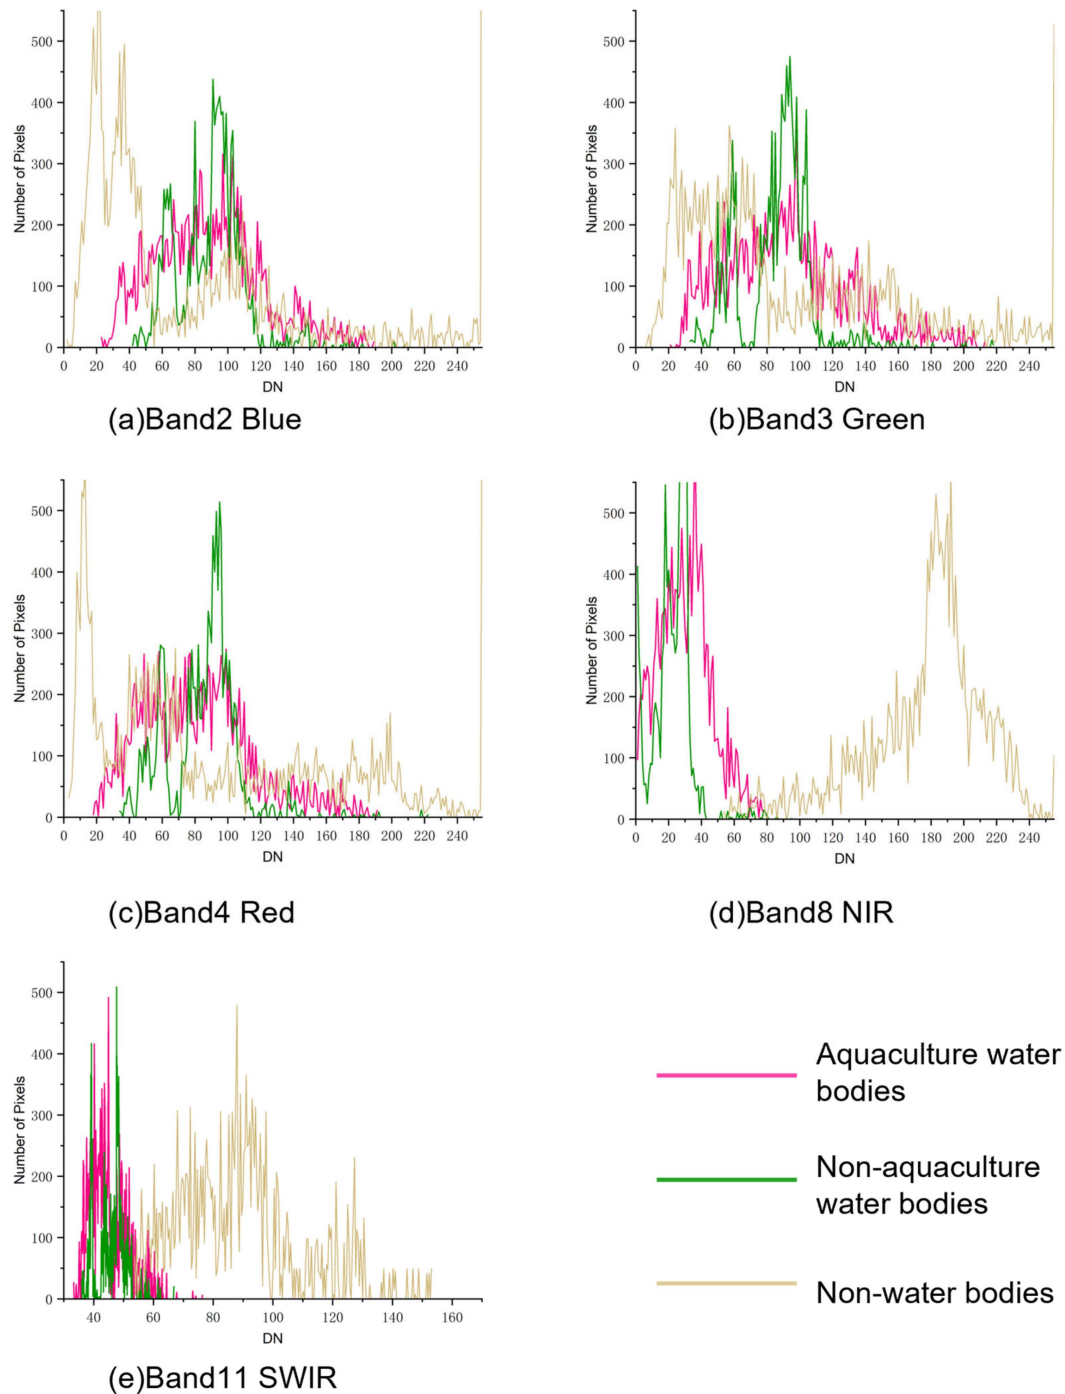 500
400
300
200
100
0
Number of Pixels
0 20 40 60 80 100 120 140 160 180 200 220 240
DN
(a)Band2 Blue
500
400
300
200
100
0
Number of Pixels
0 20 40 60 80 100 120 140 160 180 200 220 240
DN
(b)Band3 Green
500
400
300
200
100
0
Number of Pixels
0 20 40 60 80 100 120 140 160 180 200 220 240
DN
(c)Band4 Red
500
400
300
200
100
0
Number of Pixels
0 20 40 60 80 100 120 140 160 180 200 220 240
DN
(d)Band8 NIR
500
400
300
200
100
0
Number of Pixels
40 60 80 100 120 140 160
DN
(e)Band11 SWIR
Aquaculture water
bodies
Non-aquaculture
water bodies
Non-water bodies